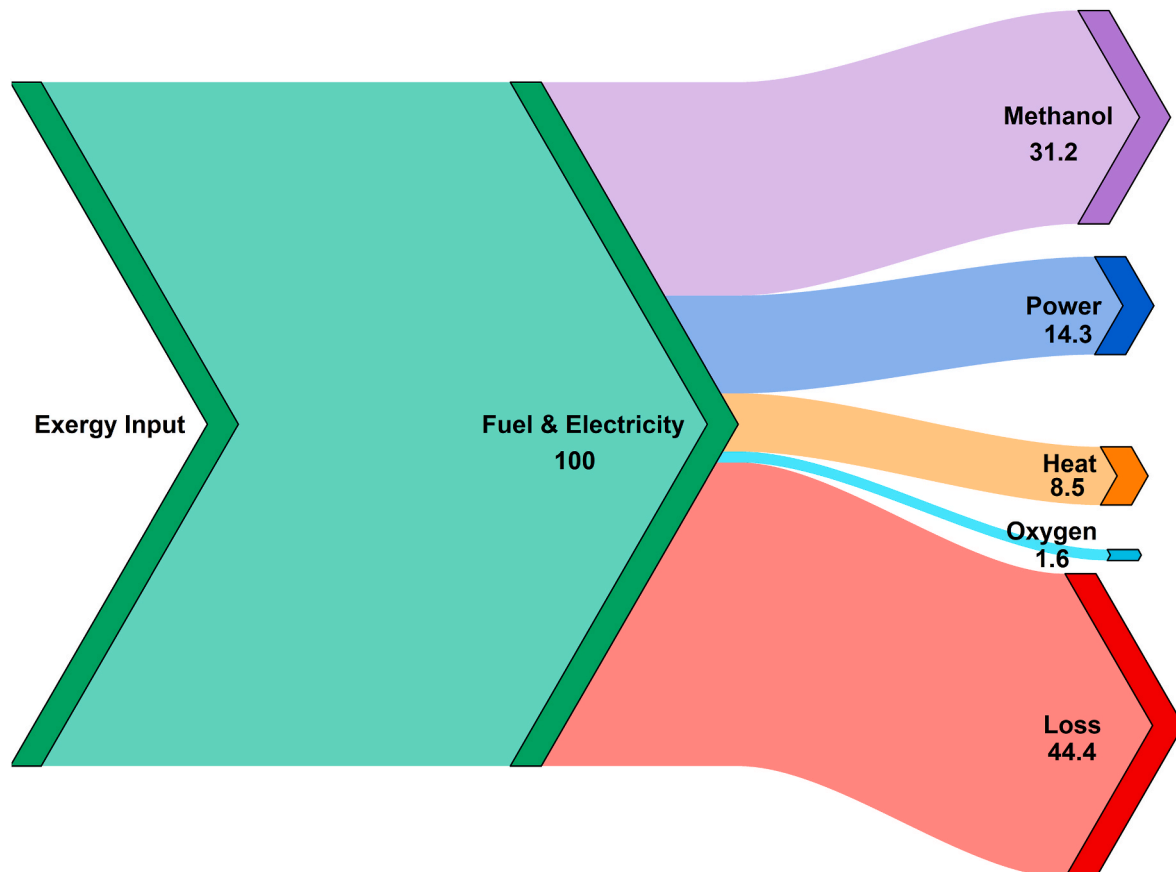 Exergy Input
Fuel & Electricity
100
Methanol
31.2
Power
14.3
Heat
8.5
Oxygen
1.6
Loss
44.4